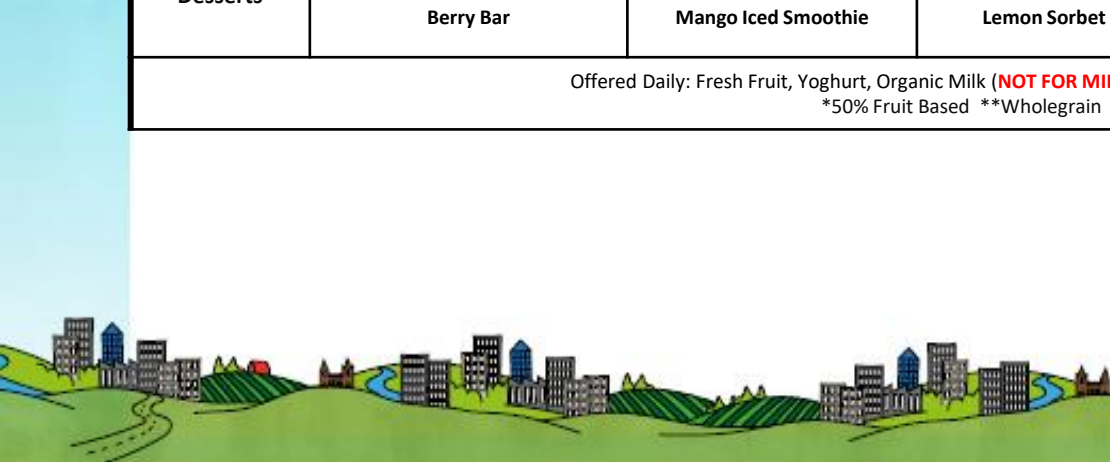 Desserts
Berry Bar
Mango Iced Smoothie
Lemon Sorbet
Offered Daily: Fresh Fruit, Yoghurt, Organic Milk (NOT FOR
*50% Fruit Based **Wholegrain